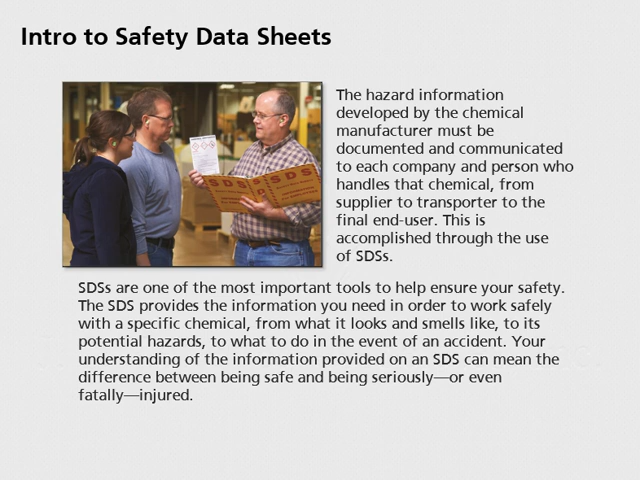 Intro to Safety Data Sheets
The hazard information
developed by the chemical
manufacturer must be
documented and communicated
to each company and person who
handles that chemical, from
supplier to transporter to the
final end-user. This is
accomplished through the use
of SDSs.
SDS
SDS
SDSs are one of the most important tools to help ensure your safety.
The SDS provides the information you need in order to work safely
with a specific chemical, from what it looks and smells like, to its
potential hazards, to what to do in the event of an accident. Your
understanding of the information provided on an SDS can mean the
difference between being safe and being seriously—or even
fatally—injured.